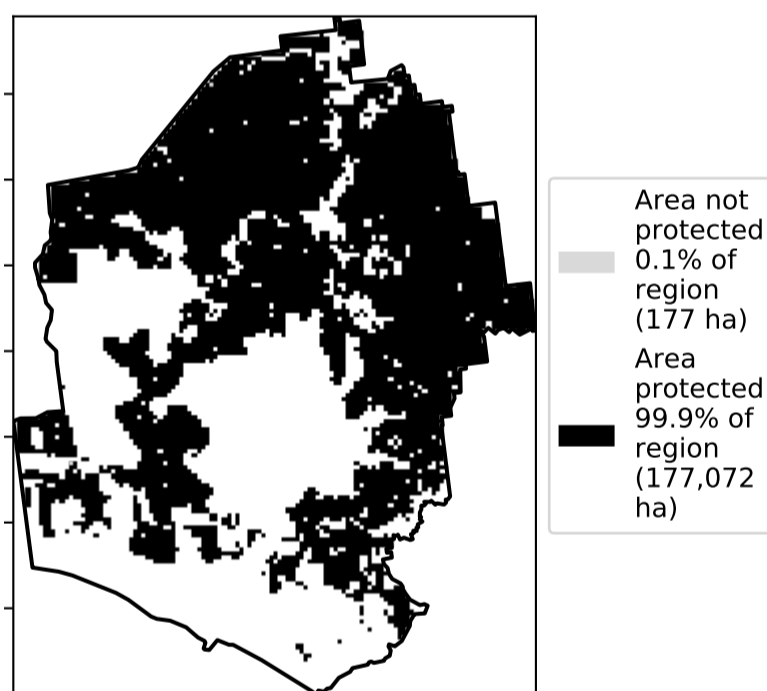 Area not
protected
0.1% of
region
(177 ha)
Area
protected
99.9% of
region
(177,072
ha)